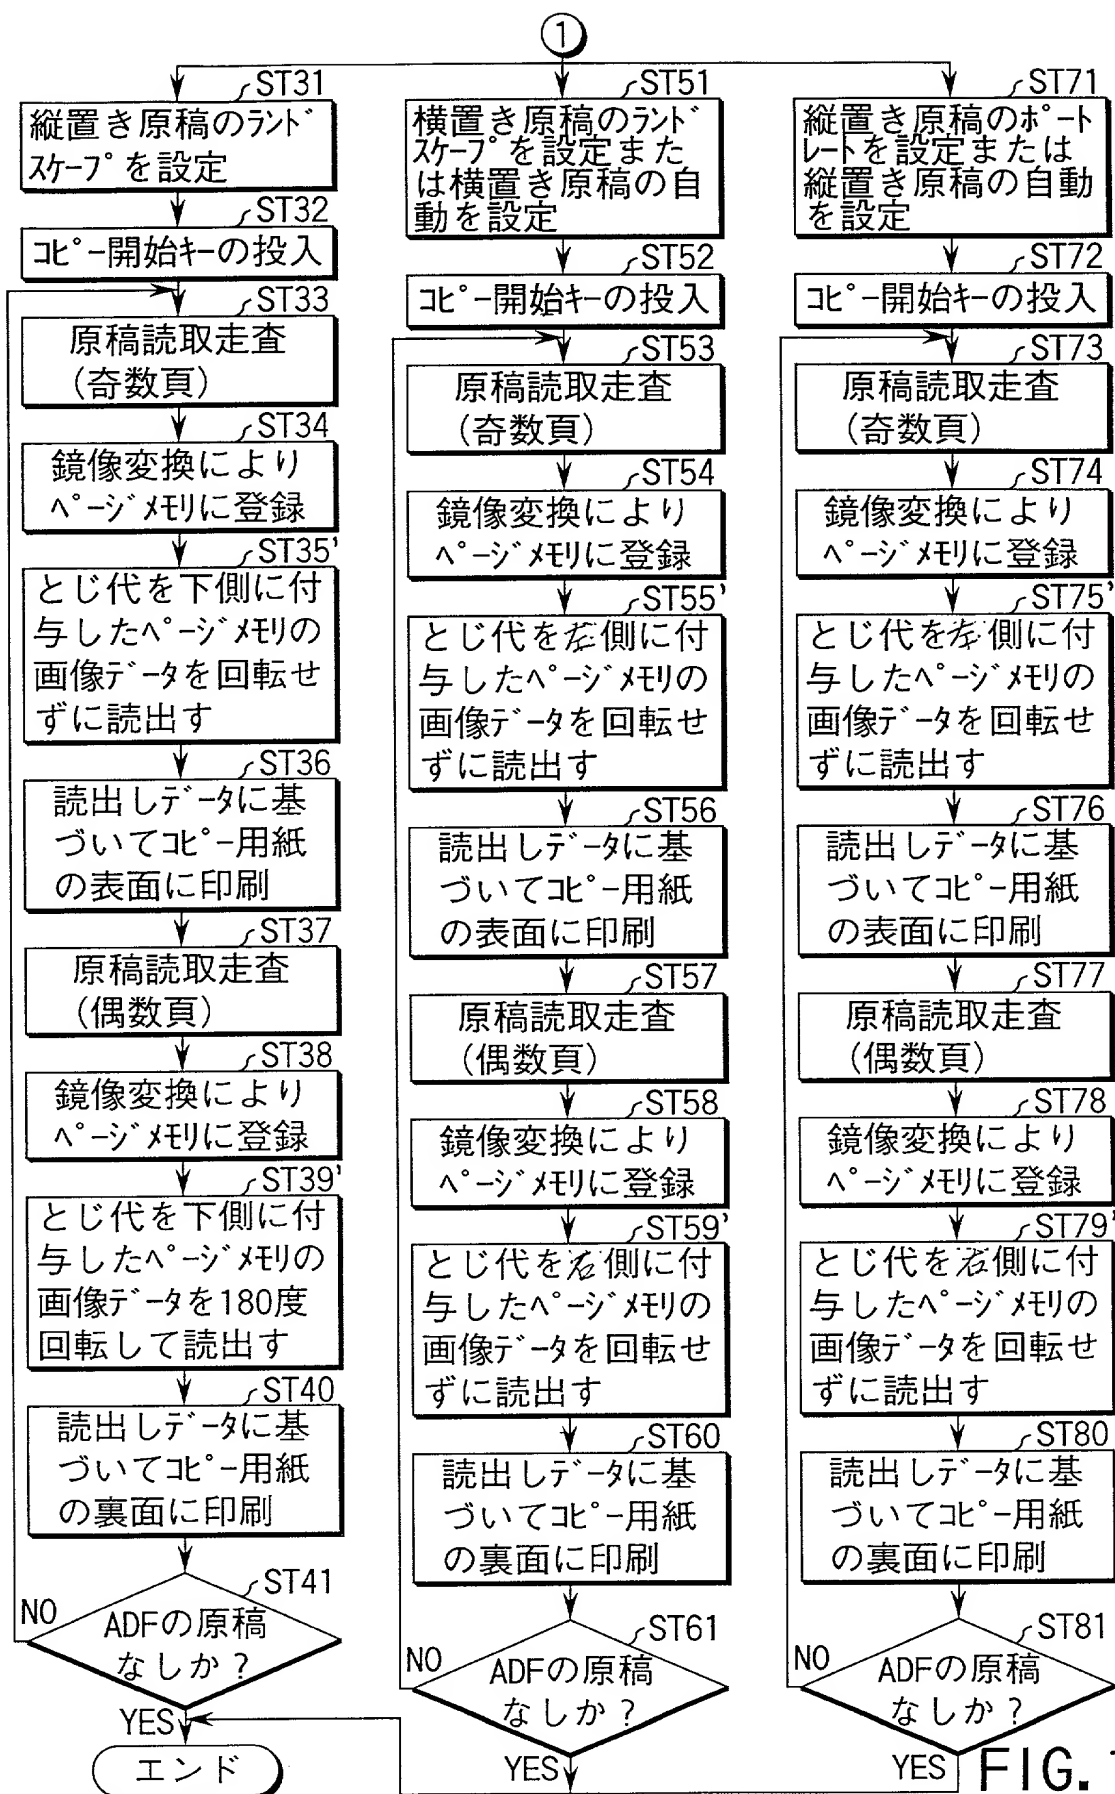 1
ST31
縦置き原稿のランド
スケープを設定
ST32
コピー開始キーの投入
ST33
原稿読取走査
(奇数頁)
ST34
鏡像変換により
ページメモリに登録
ST35'
とじ代を下側に付
与したページメモリの
画像データを回転せ
ずに読出す
ST36
読出しデータに基
づいてコピー用紙
の表面に印刷
ST37
原稿読取走査
(偶数頁)
ST38
鏡像変換により
ページメモリに登録
ST39'
とじ代を下側に付
与したページメモリの
画像データを180度
回転して読出す
ST40
読出しデータに基
づいてコピー用紙
の裏面に印刷
ST41
ADFの原稿
なしか?
NO
YES
エンド
ST51
横置き原稿のランド
スケープを設定また
は横置き原稿の自
動を設定
ST52
コピー開始キーの投入
ST53
原稿読取走査
(奇数頁)
ST54
鏡像変換により
ページメモリに登録
ST55'
とじ代を左側に付
与したページメモリの
画像データを回転せ
ずに読出す
ST56
読出しデータに基
づいてコピー用紙
の表面に印刷
ST57
原稿読取走査
(偶数頁)
ST58
鏡像変換により
ページメモリに登録
ST59'
とじ代を右側に付
与したページメモリの
画像データを回転せ
ずに読出す
ST60
読出しデータに基
づいてコピー用紙
の裏面に印刷
ST61
ADFの原稿
なしか?
NO
YES
ST71
縦置き原稿のポート
レートを設定または
縦置き原稿の自動
を設定
ST72
コピー開始キーの投入
ST73
原稿読取走査
(奇数頁)
ST74
鏡像変換により
ページメモリに登録
ST75'
とじ代を左側に付
与したページメモリの
画像データを回転せ
ずに読出す
ST76
読出しデータに基
づいてコピー用紙
の表面に印刷
ST77
原稿読取走査
(偶数頁)
ST78
鏡像変換により
ページメモリに登録
ST79'
とじ代を右側に付
与したページメモリの
画像データを回転せ
ずに読出す
ST80
読出しデータに基
づいてコピー用紙
の裏面に印刷
ST81
ADFの原稿
なしか?
NO
YES
FIG.